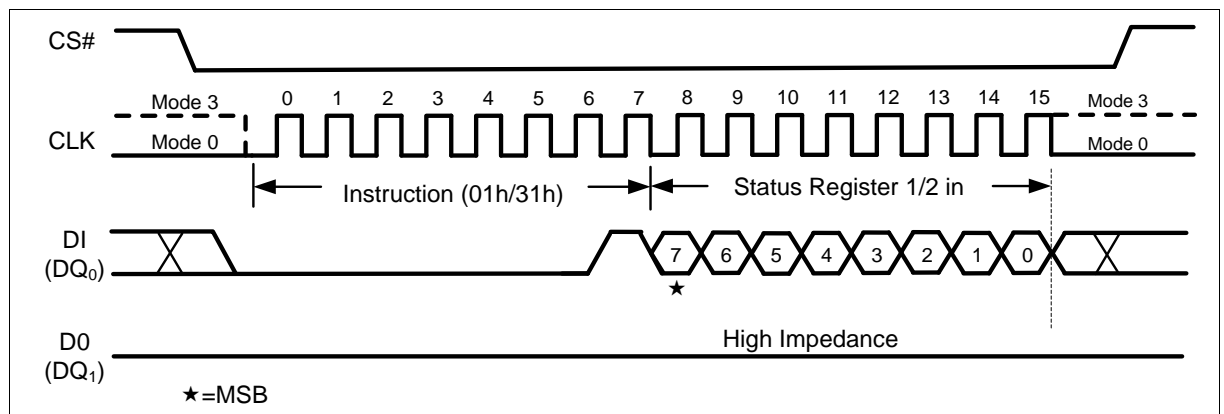 CS#
Mode 3 0 1 2 3 4 5 6 7 8 9 10 11 12 13 14 15 Mode 3
CLK Mode 0 Mode 0
Instruction (01h/31h) Status Register 1/2 in
DI
(DQ₀) 7 6 5 4 3 2 1 0
★
D0 High Impedance
(DQ₁)
★=MSB